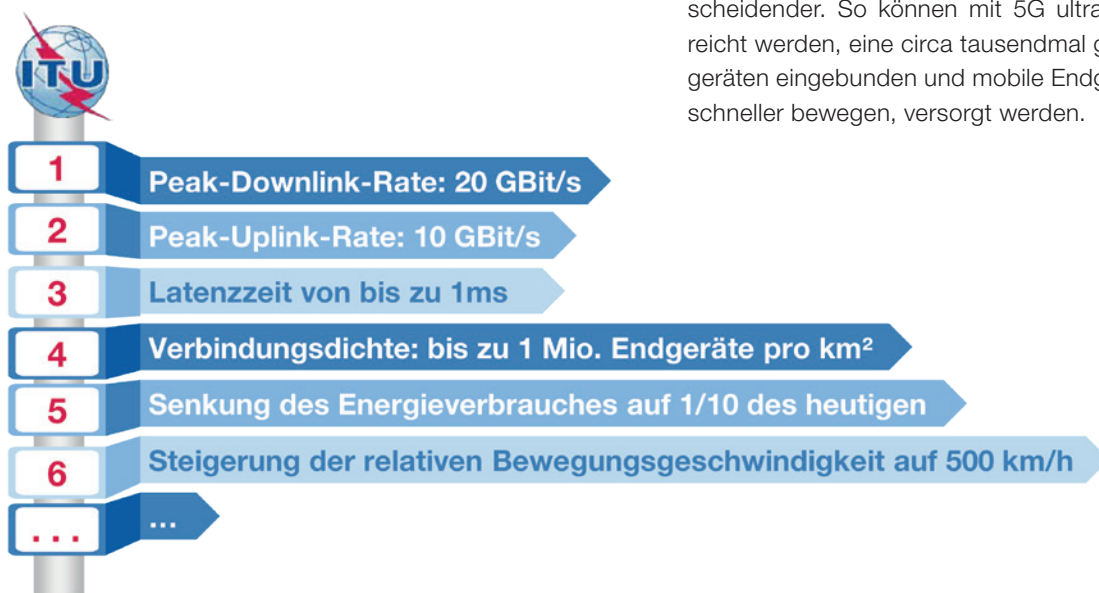 scheidender. So können mit 5G ultra
reicht werden, eine circa tausendmal
geräten eingebunden und mobile
schneller bewegen, versorgt werden.
ITU
1 Peak-Downlink-Rate: 20 GBit/s
2 Peak-Uplink-Rate: 10 GBit/s
3 Latenzzeit von bis zu 1ms
4 Verbindungsdichte: bis zu 1 Mio. Endgeräte pro km²
5 Senkung des Energieverbrauches auf 1/10 des heutigen
6 Steigerung der relativen Bewegungsgeschwindigkeit auf 500 km/h
... ...